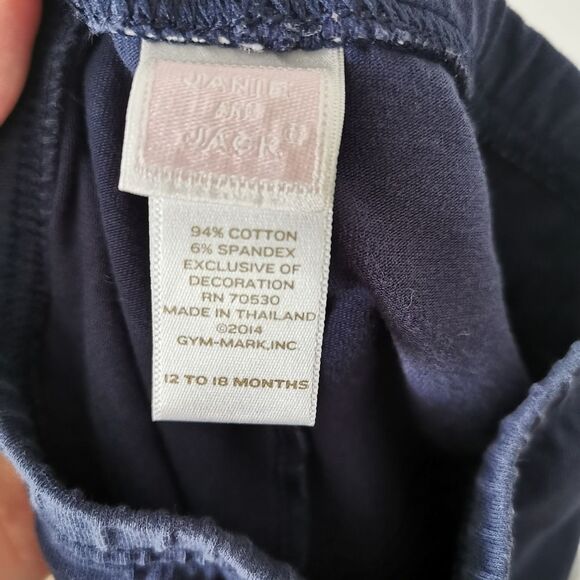 JANIE
AND
JACK®
94% COTTON
6% SPANDEX
EXCLUSIVE OF
DECORATION
RN 70530
MADE IN THAILAND
©2014
GYM-MARK,INC.
12 TO 18 MONTHS